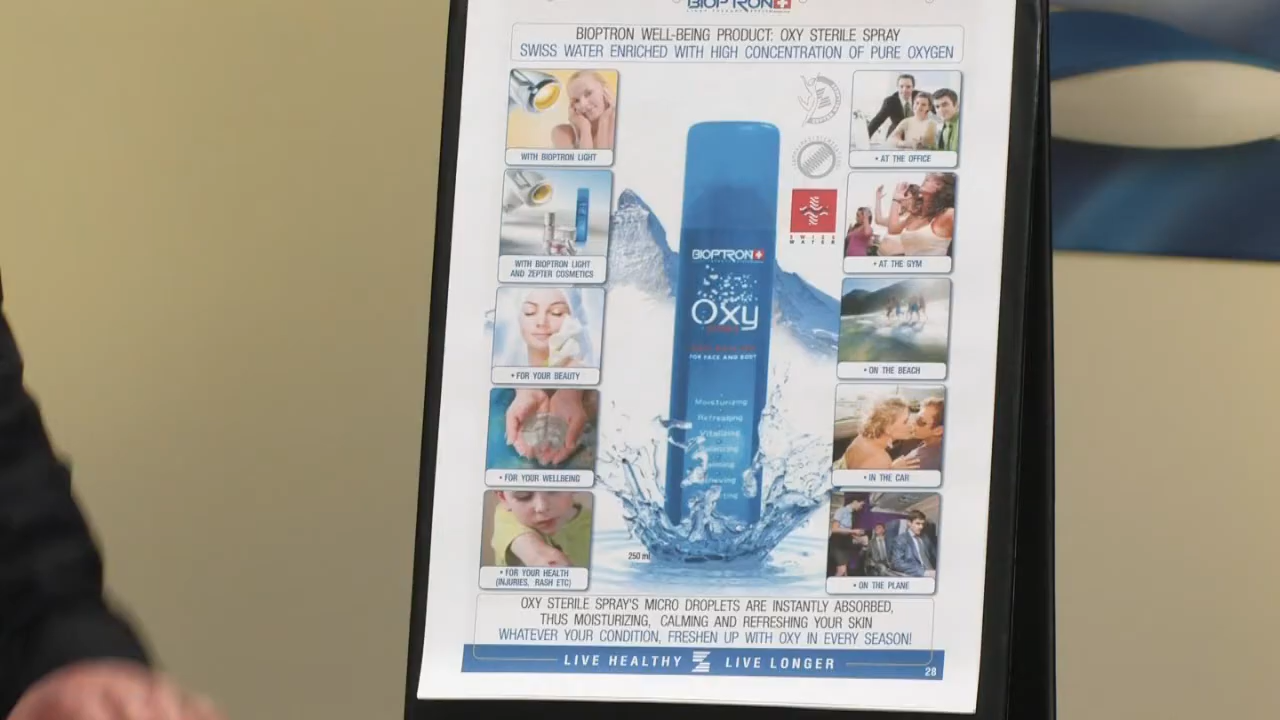 BIOPTRON
BIOPTRON WELL-BEING PRODUCT: OXY STERILE SPRAY
SWISS WATER ENRICHED WITH HIGH CONCENTRATION OF PURE OXYGEN
WITH BIOPTRON LIGHT
WITH BIOPTRON LIGHT
AND ZEPTER COSMETICS
• FOR YOUR BEAUTY
• FOR YOUR WELLBEING
• FOR YOUR HEALTH
(INJURIES, RASH ETC)
BIOPTRON
Oxy
FOR FACE AND BODY
Moisturizing
Refreshing
Vitalizing
250 ml
SWISS
WATER
• AT THE OFFICE
• AT THE GYM
• ON THE BEACH
• IN THE CAR
• ON THE PLANE
OXY STERILE SPRAY'S MICRO DROPLETS ARE INSTANTLY ABSORBED,
THUS MOISTURIZING, CALMING AND REFRESHING YOUR SKIN
WHATEVER YOUR CONDITION, FRESHEN UP WITH OXY IN EVERY SEASON!
LIVE HEALTHY LIVE LONGER
28